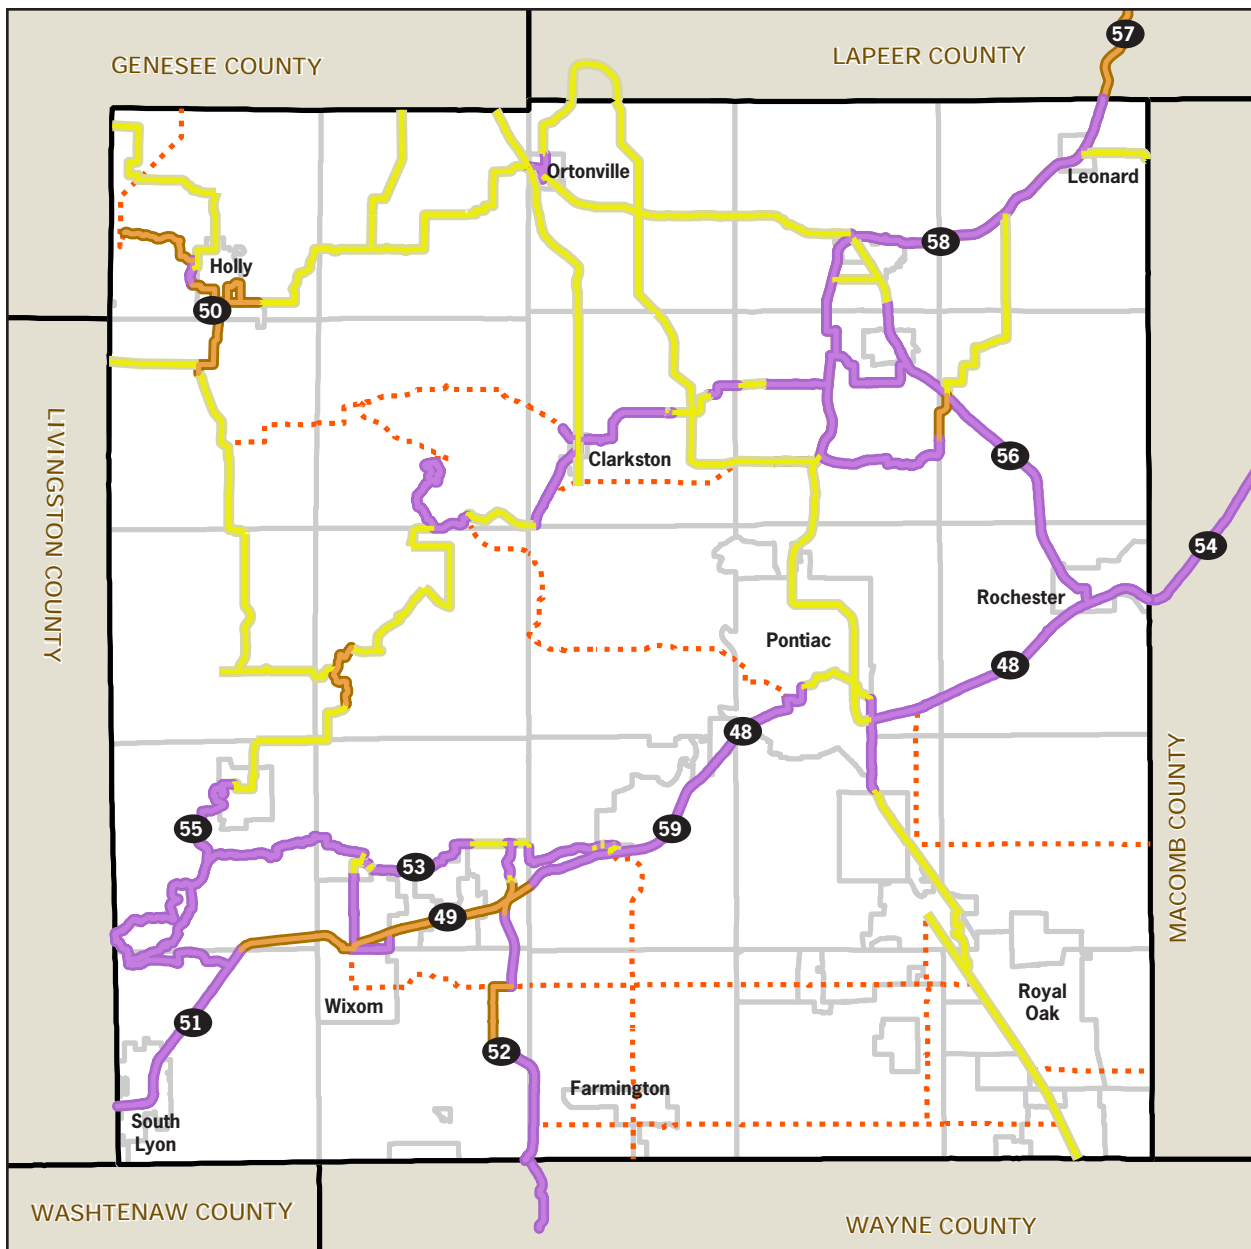 57
GENESEE COUNTY
LAPEER COUNTY
Ortonville
Leonard
58
Holly
50
LIVINGSTON COUNTY
Clarkston
56
54
Rochester
Pontiac
48
48
MACOMB COUNTY
55
59
53
49
Wixom
Royal
Oak
51
52
Farmington
South
Lyon
WASHTENAW COUNTY
WAYNE COUNTY